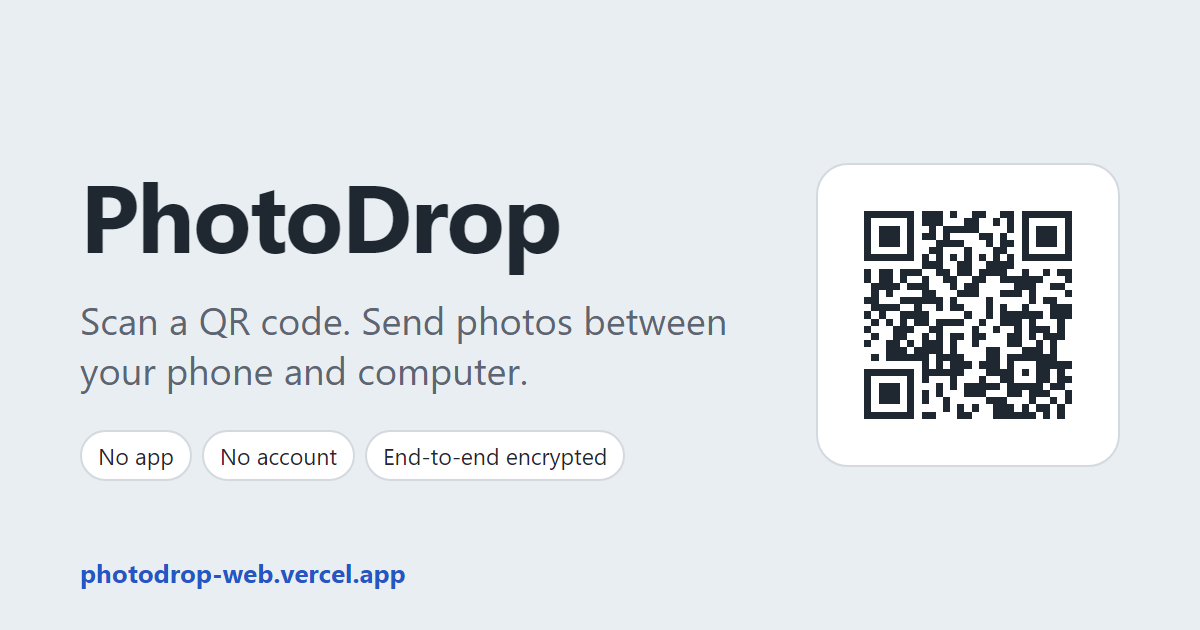 PhotoDrop
Scan a QR code. Send photos between
your phone and computer.
No app
No account
End-to-end encrypted
photodrop-web.vercel.app